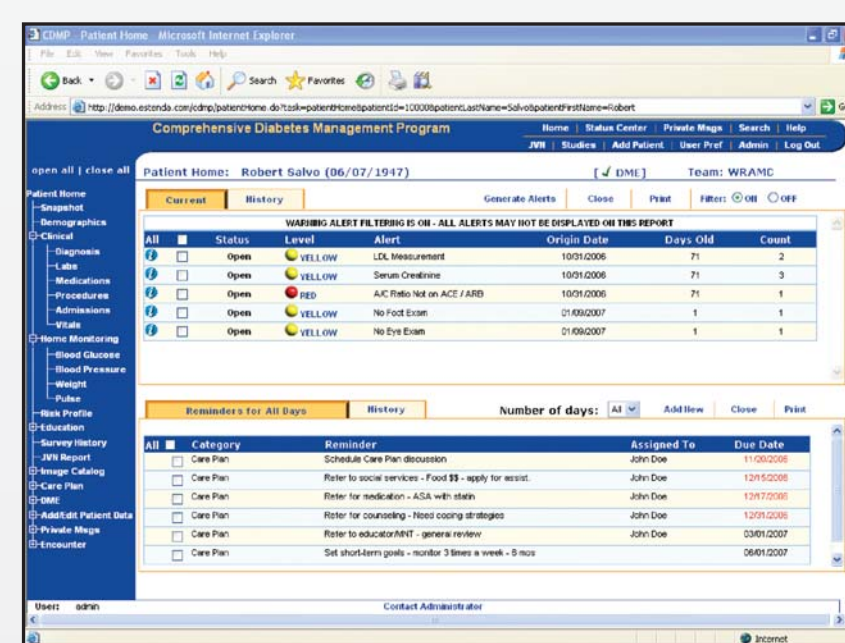 CDMP - Patient Home - Microsoft Internet Explorer
File Edit View Favorites Tools Help
Back Search Favorites
Address http://demo.estenda.com/cdmp/patientHome.do?task=patientHome&patientId=10000&patientLastName=Salvo&patientFirstName=Robert
Comprehensive Diabetes Management Program
Home | Status Center | Private Msgs | Search | Help
JVN | Studies | Add Patient | User Pref | Admin | Log Out
open all | close all
Patient Home: Robert Salvo (06/07/1947) [ ✓ DME ] Team: WRAMC
Patient Home
Snapshot
Demographics
Clinical
Diagnosis
Labs
Medications
Procedures
Admissions
Vitals
Home Monitoring
Blood Glucose
Blood Pressure
Weight
Pulse
Risk Profile
Education
Survey History
JVN Report
Image Catalog
Care Plan
DME
Add/Edit Patient Data
Private Msgs
Encounter
Current History Generate Alerts Close Print Filter: ON OFF
WARNING ALERT FILTERING IS ON - ALL ALERTS MAY NOT BE DISPLAYED ON THIS REPORT
All Status Level Alert Origin Date Days Old Count
Open YELLOW LDL Measurement 10/31/2006 71 2
Open YELLOW Serum Creatinine 10/31/2006 71 3
Open RED A/C Ratio Not on ACE / ARB 10/31/2006 71 1
Open YELLOW No Foot Exam 01/09/2007 1 1
Open YELLOW No Eye Exam 01/09/2007 1 1
Reminders for All Days History Number of days: All Add New Close Print
All Category Reminder Assigned To Due Date
Care Plan Schedule Care Plan discussion John Doe 11/20/2006
Care Plan Refer to social services - Food $$ - apply for assist. John Doe 12/15/2006
Care Plan Refer for medication - ASA with statin John Doe 12/17/2006
Care Plan Refer for counseling - Need coping strategies John Doe 12/31/2006
Care Plan Refer to educator/MNT - general review John Doe 03/01/2007
Care Plan Set short-term goals - monitor 3 times a week - 6 mos 06/01/2007
User: admin Contact Administrator
Internet